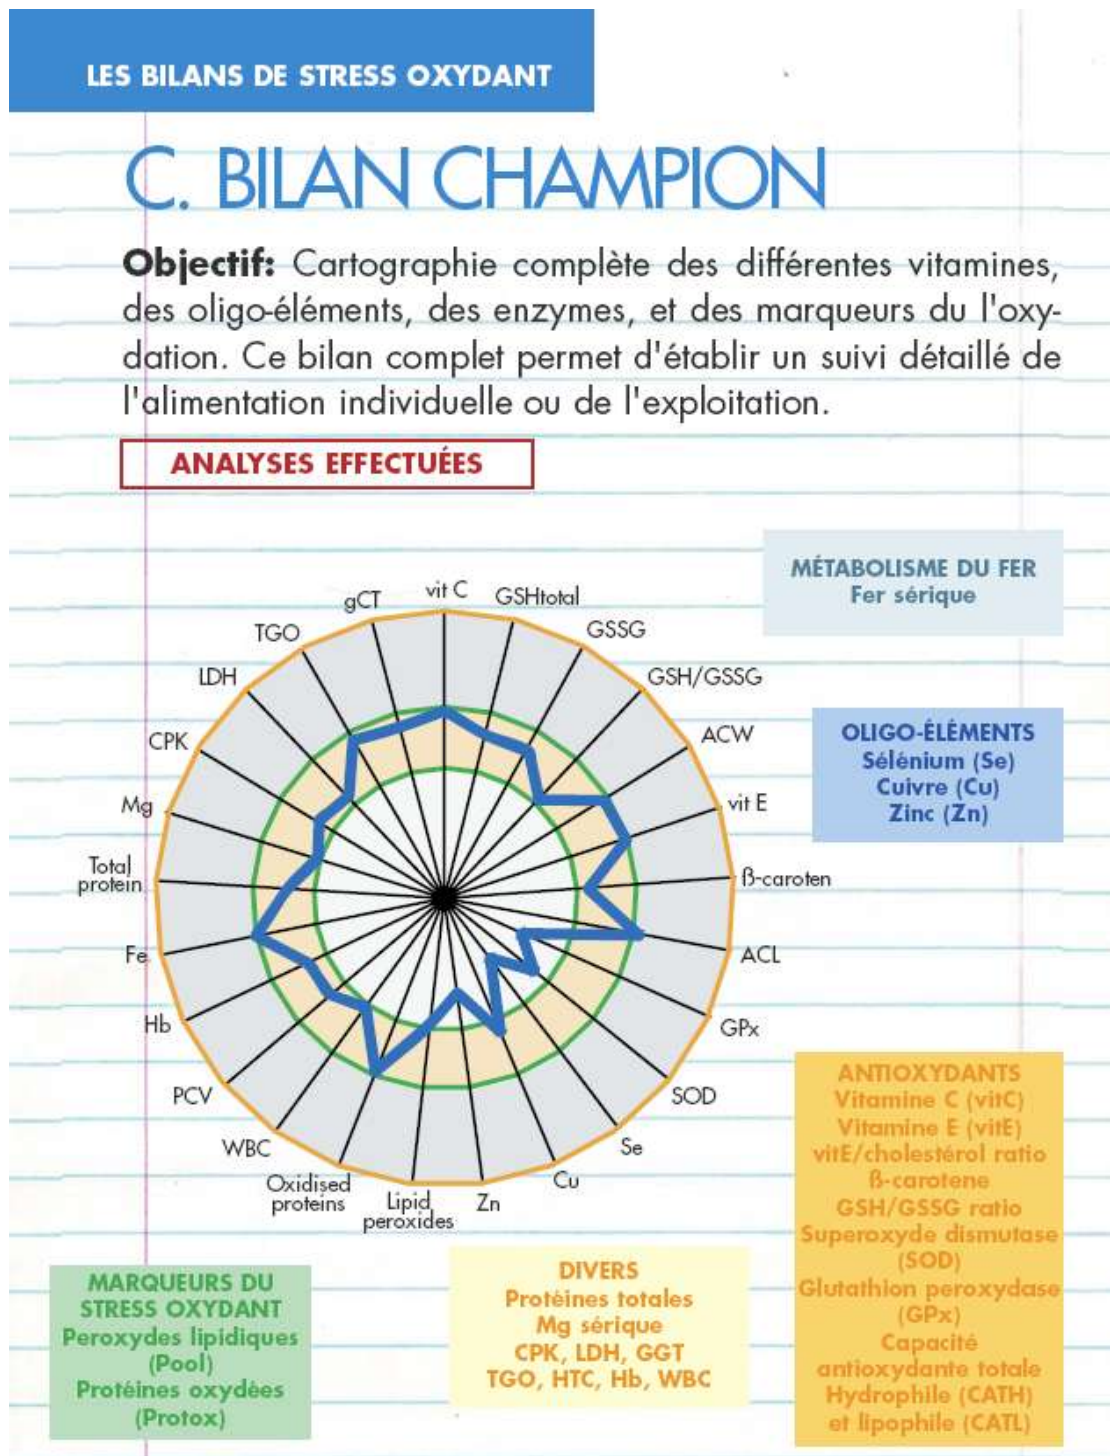 LES BILANS DE STRESS OXYDANT
C. BILAN CHAMPION
Objectif: Cartographie complète des différentes vitamines,
des oligo-éléments, des enzymes, et des marqueurs du l'oxy-
dation. Ce bilan complet permet d'établir un suivi détaillé de
l'alimentation individuelle ou de l'exploitation.
ANALYSES EFFECTUÉES
MÉTABOLISME DU FER
Fer sérique
vit C
GSHtotal
GSSG
GSH/GSSG
ACW
vit E
ß-caroten
ACL
GPx
SOD
Se
Cu
Zn
Lipid
peroxides
Oxidised
proteins
WBC
PCV
Hb
Fe
Total
protein
Mg
CPK
LDH
TGO
gCT
OLIGO-ÉLÉMENTS
Sélénium (Se)
Cuivre (Cu)
Zinc (Zn)
ANTIOXYDANTS
Vitamine C (vitC)
Vitamine E (vitE)
vitE/cholestérol ratio
ß-carotene
GSH/GSSG ratio
Superoxyde dismutase
(SOD)
Glutathion peroxydase
(GPx)
Capacité
antioxydante totale
Hydrophile (CATH)
et lipophile (CATL)
MARQUEURS DU
STRESS OXYDANT
Peroxydes lipidiques
(Pool)
Protéines oxydées
(Protox)
DIVERS
Protéines totales
Mg sérique
CPK, LDH, GGT
TGO, HTC, Hb, WBC